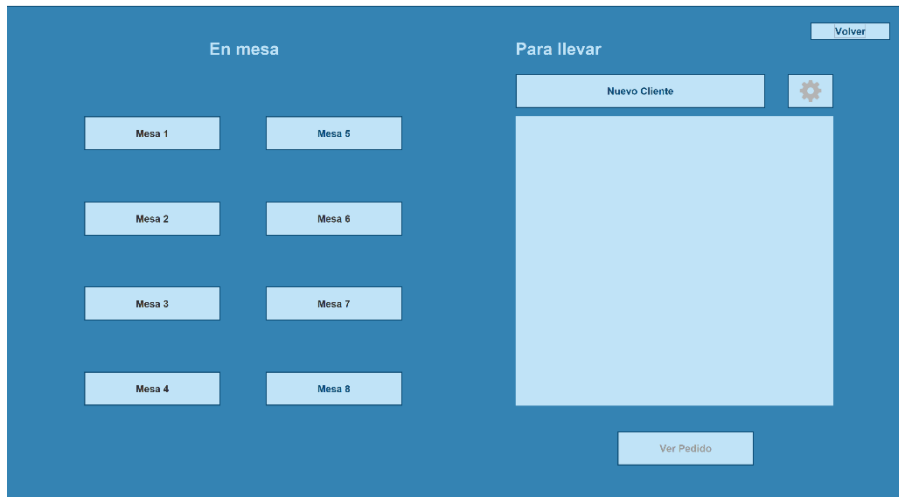 Volver
En mesa
Para llevar
Nuevo Cliente
Mesa 1
Mesa 5
Mesa 2
Mesa 6
Mesa 3
Mesa 7
Mesa 4
Mesa 8
Ver Pedido